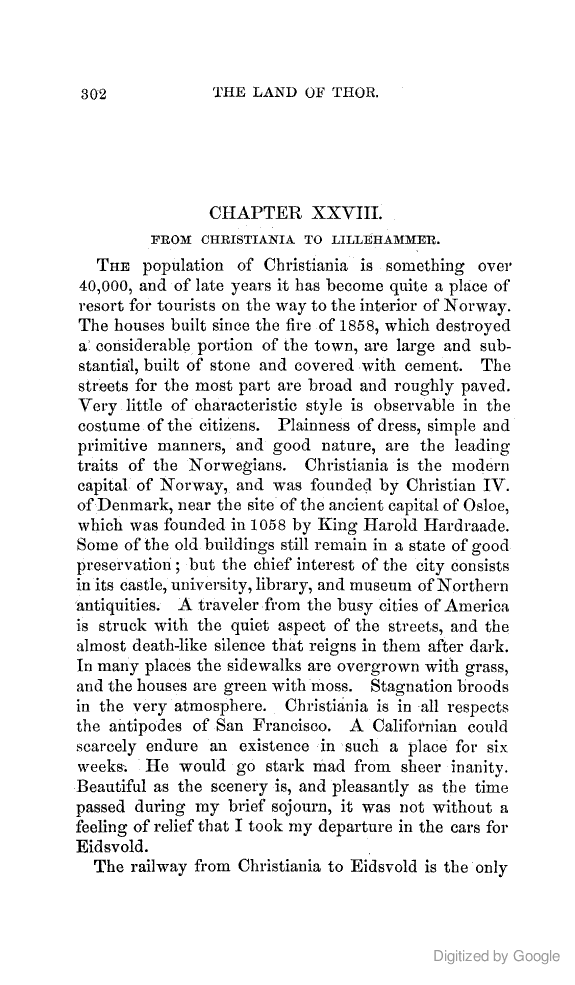 302 THE LAND OF THOR.
CHAPTER XXVIII.
FROM CHRISTIANIA TO LILLEHAMMER.
THE population of Christiania is something over
40,000, and of late years it has become quite a place of
resort for tourists on the way to the interior of Norway.
The houses built since the fire of 1858, which destroyed
a considerable portion of the town, are large and sub-
stantial, built of stone and covered with cement. The
streets for the most part are broad and roughly paved.
Very little of characteristic style is observable in the
costume of the citizens. Plainness of dress, simple and
primitive manners, and good nature, are the leading
traits of the Norwegians. Christiania is the modern
capital of Norway, and was founded by Christian IV.
of Denmark, near the site of the ancient capital of Osloe,
which was founded in 1058 by King Harold Hardraade.
Some of the old buildings still remain in a state of good
preservation; but the chief interest of the city consists
in its castle, university, library, and museum of Northern
antiquities. A traveler from the busy cities of America
is struck with the quiet aspect of the streets, and the
almost death-like silence that reigns in them after dark.
In many places the sidewalks are overgrown with grass,
and the houses are green with moss. Stagnation broods
in the very atmosphere. Christiania is in all respects
the antipodes of San Francisco. A Californian could
scarcely endure an existence in such a place for six
weeks. He would go stark mad from sheer inanity.
Beautiful as the scenery is, and pleasantly as the time
passed during my brief sojourn, it was not without a
feeling of relief that I took my departure in the cars for
Eidsvold.
The railway from Christiania to Eidsvold is the only
Digitized by Google